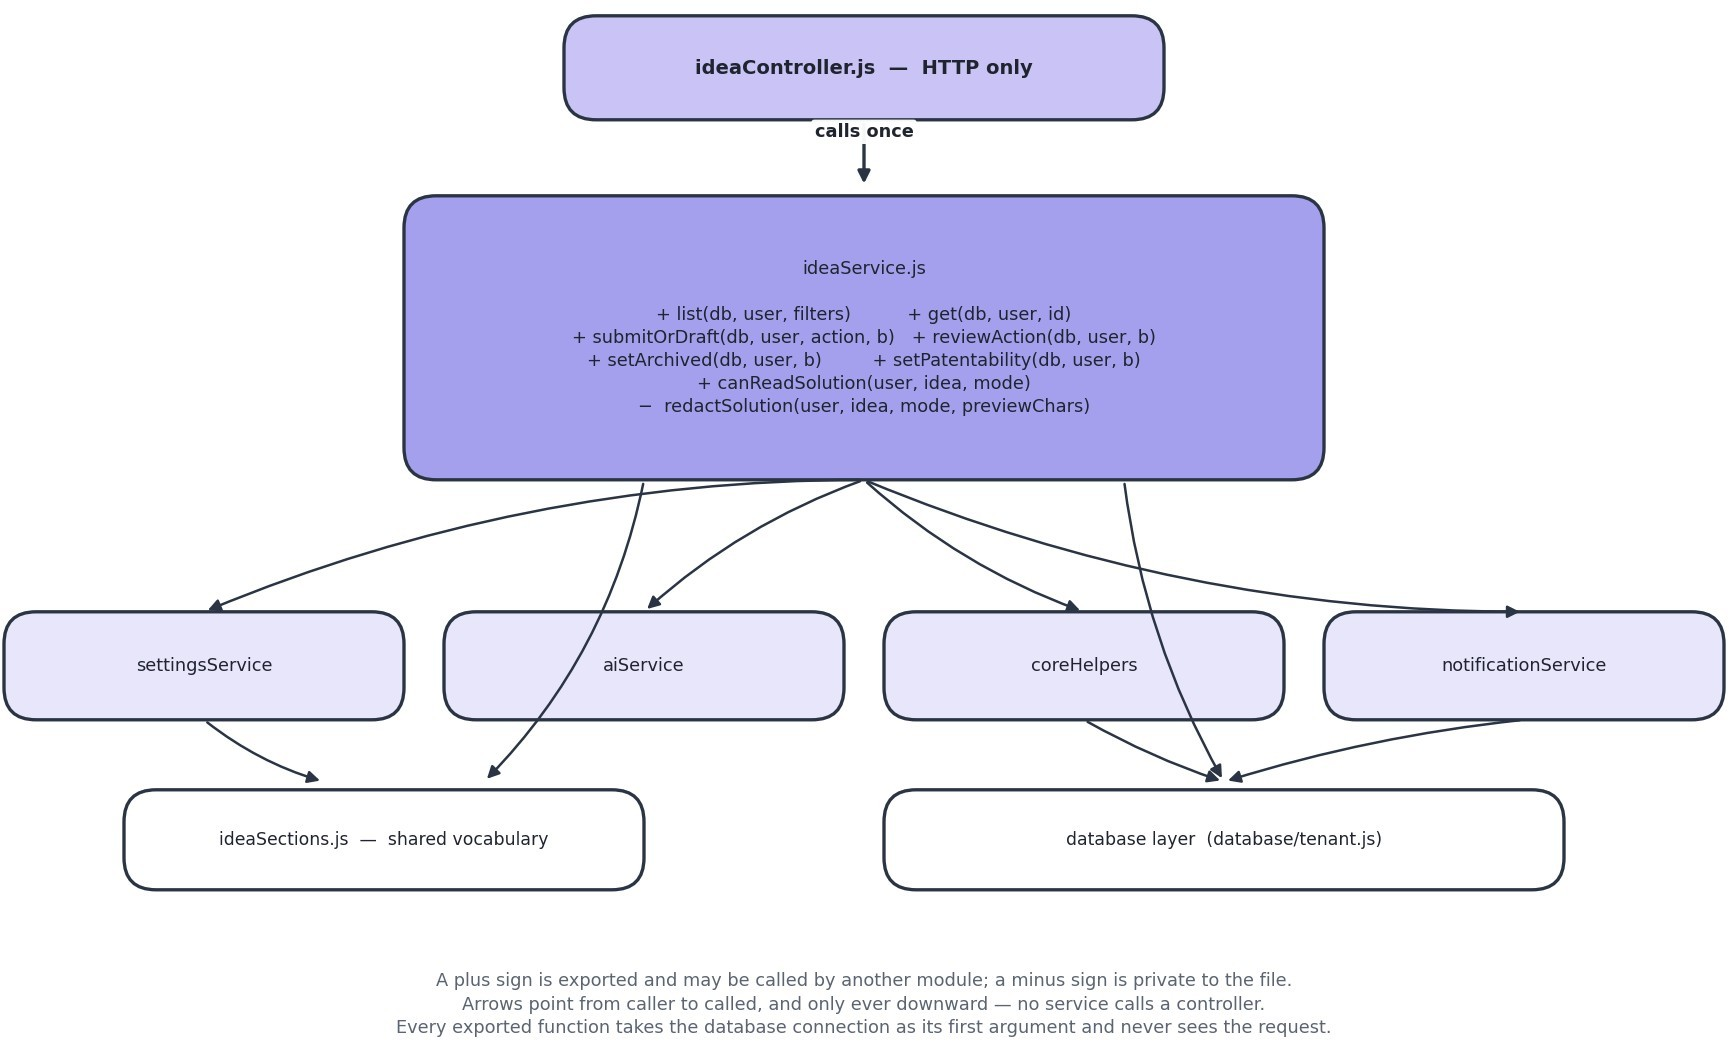 ideaController.js — HTTP only
calls once
ideaService.js
+ list(db, user, filters) + get(db, user, id)
+ submitOrDraft(db, user, action, b) + reviewAction(db, user, b)
+ setArchived(db, user, b) + setPatentability(db, user, b)
+ canReadSolution(user, idea, mode)
− redactSolution(user, idea, mode, previewChars)
settingsService
aiService
coreHelpers
notificationService
ideaSections.js — shared vocabulary
database layer (database/tenant.js)
A plus sign is exported and may be called by another module; a minus sign is private to the file.
Arrows point from caller to called, and only ever downward — no service calls a controller.
Every exported function takes the database connection as its first argument and never sees the request.